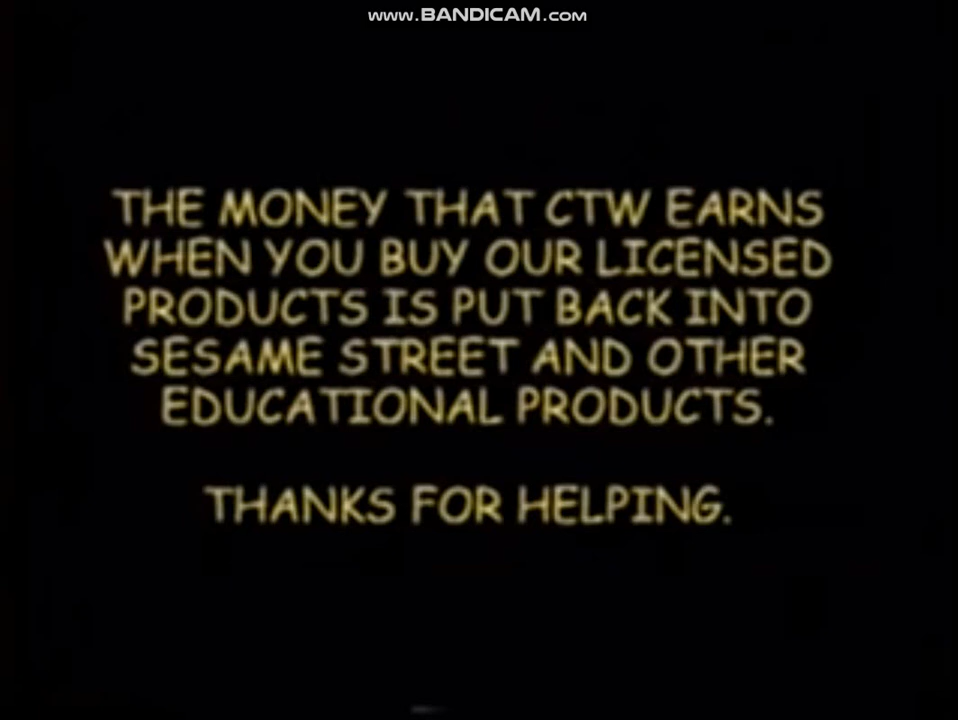 www.BANDICAM.com
THE MONEY THAT CTW EARNS
WHEN YOU BUY OUR LICENSED
PRODUCTS IS PUT BACK INTO
SESAME STREET AND OTHER
EDUCATIONAL PRODUCTS.
THANKS FOR HELPING.